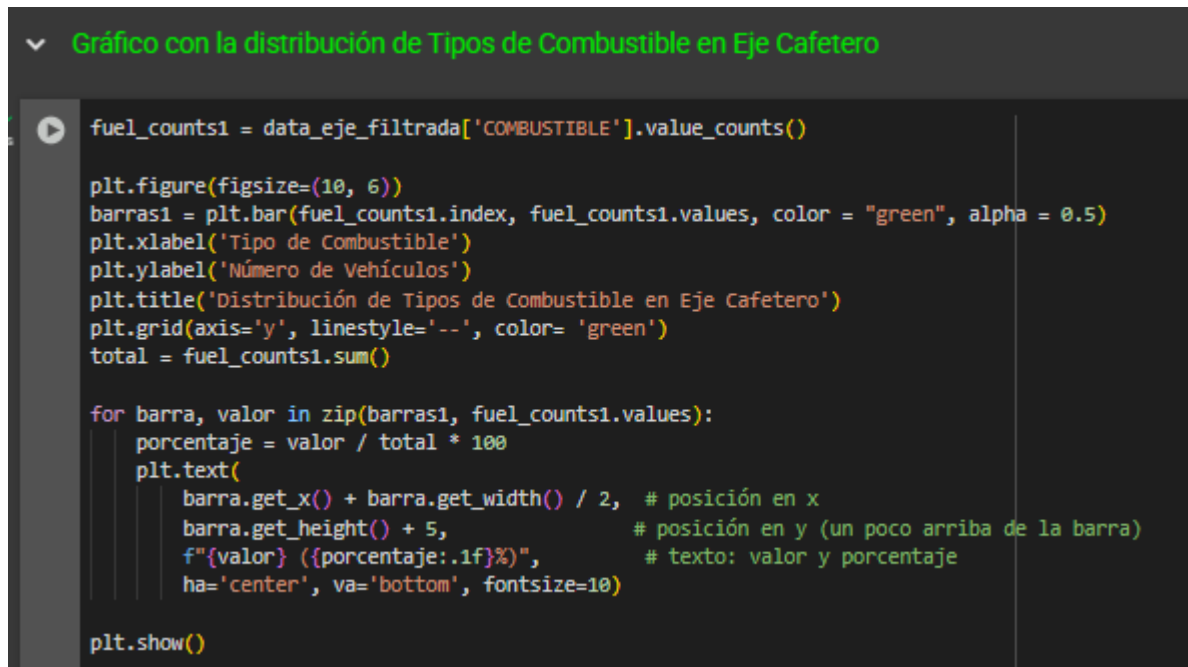 Gráfico con la distribución de Tipos de Combustible en Eje Cafetero
fuel_counts1 = data_eje_filtrada['COMBUSTIBLE'].value_counts()
plt.figure(figsize=(10, 6))
barras1 = plt.bar(fuel_counts1.index, fuel_counts1.values, color = "green", alpha = 0.5)
plt.xlabel('Tipo de Combustible')
plt.ylabel('Número de Vehículos')
plt.title('Distribución de Tipos de Combustible en Eje Cafetero')
plt.grid(axis='y', linestyle='--', color= 'green')
total = fuel_counts1.sum()
for barra, valor in zip(barras1, fuel_counts1.values):
    porcentaje = valor / total * 100
    plt.text(
        barra.get_x() + barra.get_width() / 2,  # posición en x
        barra.get_height() + 5,                 # posición en y (un poco arriba de la barra)
        f"{valor} ({porcentaje:.1f}%)",         # texto: valor y porcentaje
        ha='center', va='bottom', fontsize=10)
plt.show()